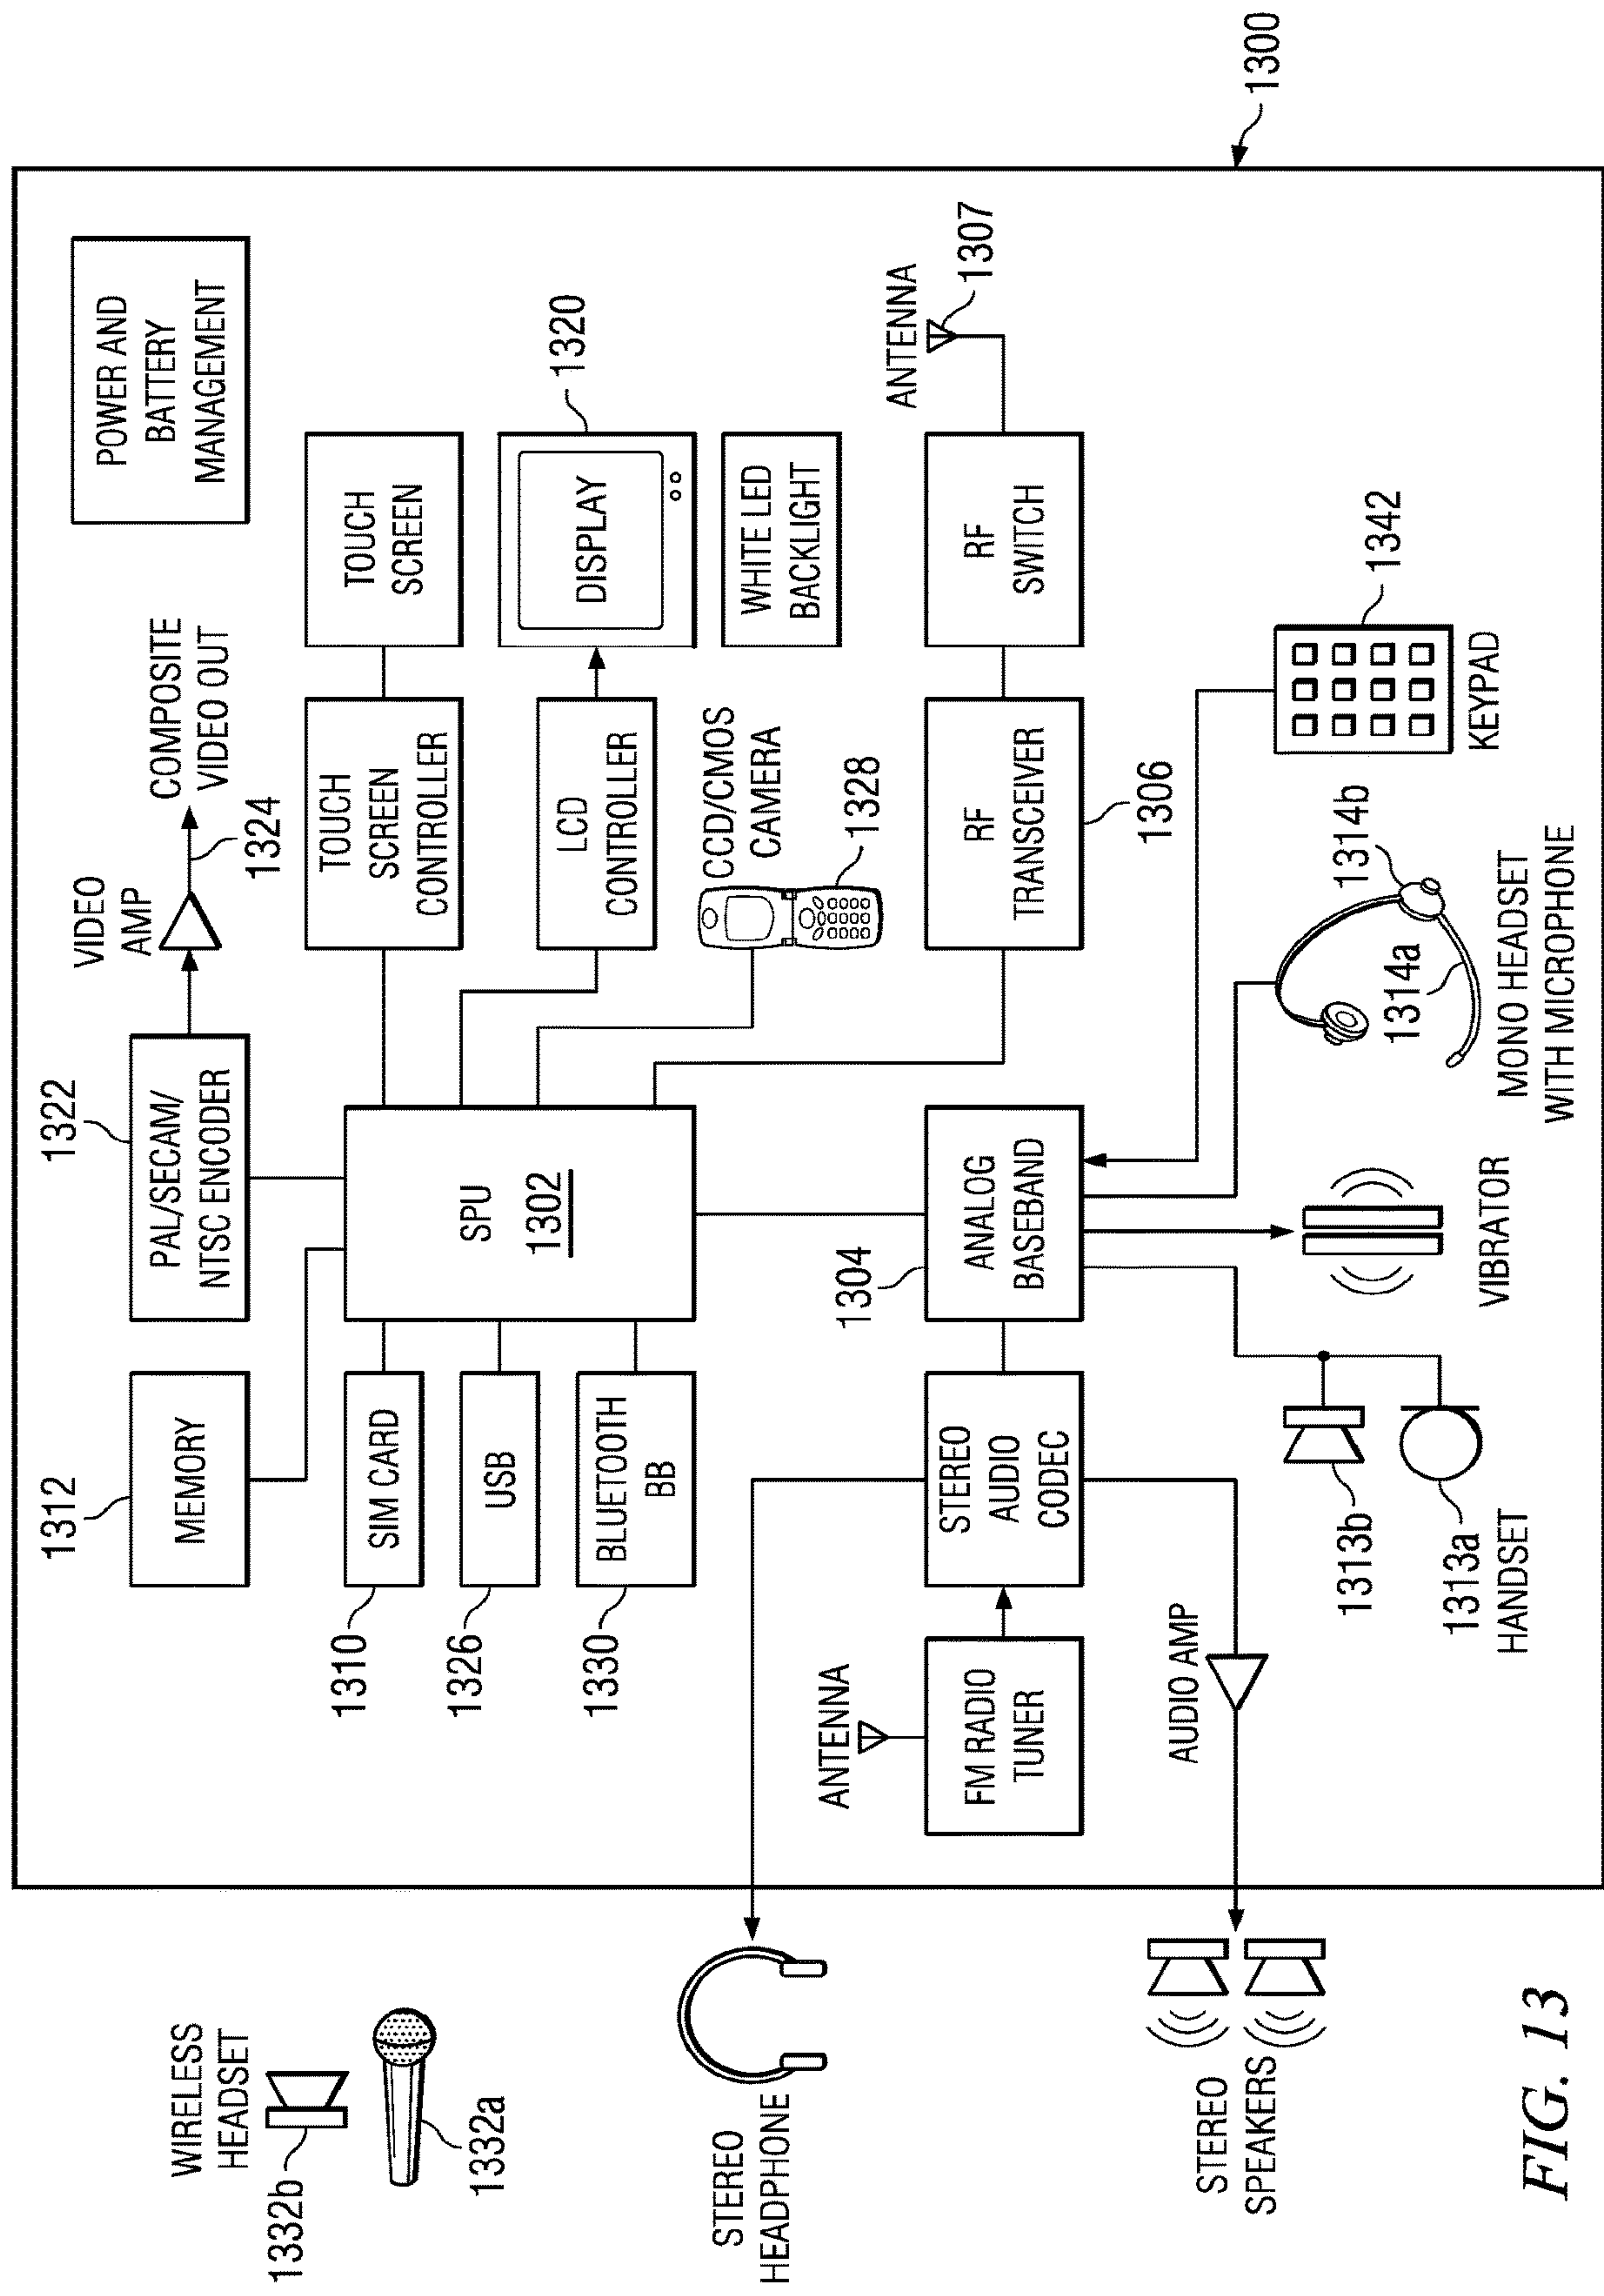 1312
MEMORY
1322
PAL/SECAM/
NTSC ENCODER
VIDEO
AMP
1324
COMPOSITE
VIDEO OUT
POWER AND
BATTERY
MANAGEMENT
WIRELESS
HEADSET
1332b
1332a
1310
SIM CARD
1326
USB
1330
BLUETOOTH
BB
SPU
1302
TOUCH
SCREEN
CONTROLLER
TOUCH
SCREEN
LCD
CONTROLLER
DISPLAY
1320
CCD/CMOS
CAMERA
1328
WHITE LED
BACKLIGHT
STEREO
HEADPHONE
ANTENNA
FM RADIO
TUNER
STEREO
AUDIO
CODEC
1304
ANALOG
BASEBAND
RF
TRANSCEIVER
1306
RF
SWITCH
ANTENNA
1307
1300
AUDIO AMP
STEREO
SPEAKERS
1313b
1313a
HANDSET
VIBRATOR
1314a
1314b
MONO HEADSET
WITH MICROPHONE
1342
KEYPAD
FIG. 13